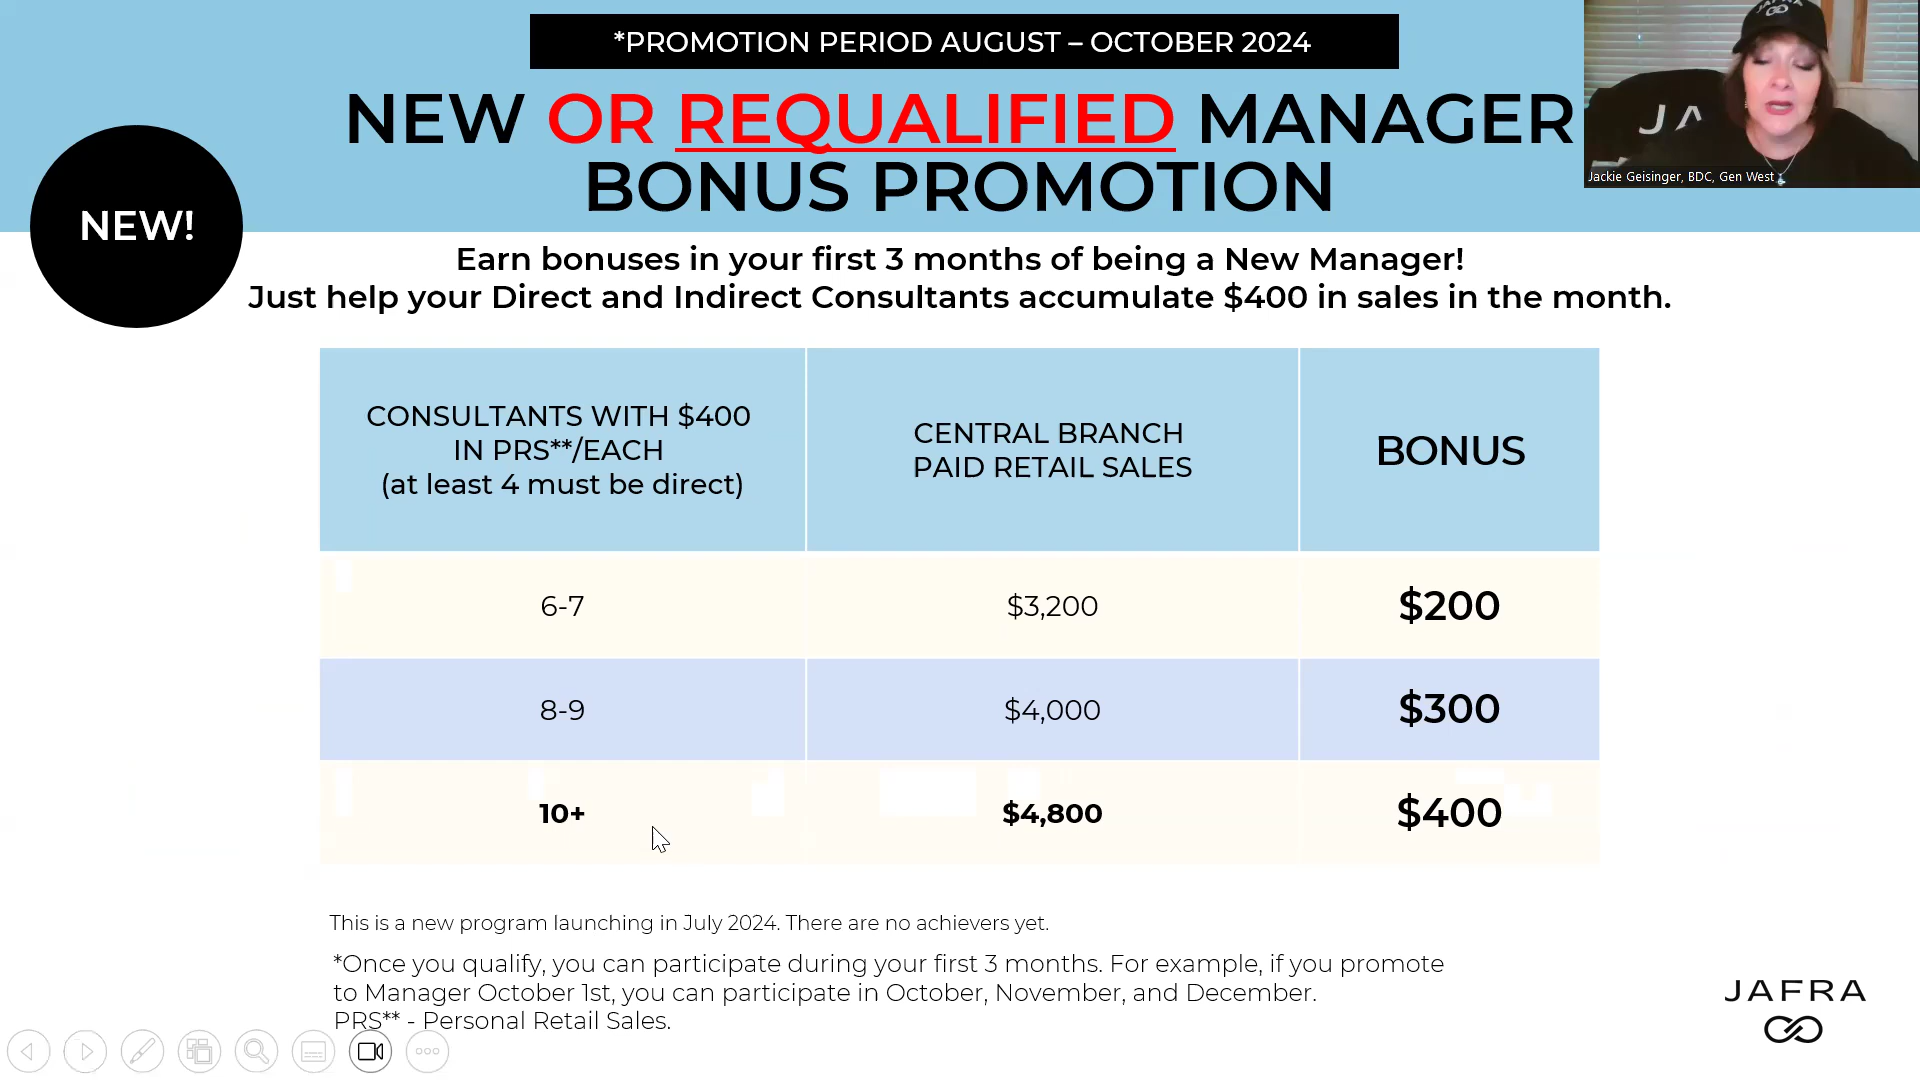 *PROMOTION PERIOD AUGUST – OCTOBER 2024
NEW OR REQUALIFIED MANAGER
BONUS PROMOTION
JAFRA
JA
Jackie Geisinger, BDC, Gen West
NEW!
Earn bonuses in your first 3 months of being a New Manager!
Just help your Direct and Indirect Consultants accumulate $400 in sales in the month.
CONSULTANTS WITH $400
IN PRS**/EACH
(at least 4 must be direct)
CENTRAL BRANCH
PAID RETAIL SALES
BONUS
6-7
$3,200
$200
8-9
$4,000
$300
10+
$4,800
$400
This is a new program launching in July 2024. There are no achievers yet.
*Once you qualify, you can participate during your first 3 months. For example, if you promote
to Manager October 1st, you can participate in October, November, and December.
PRS** - Personal Retail Sales.
JAFRA